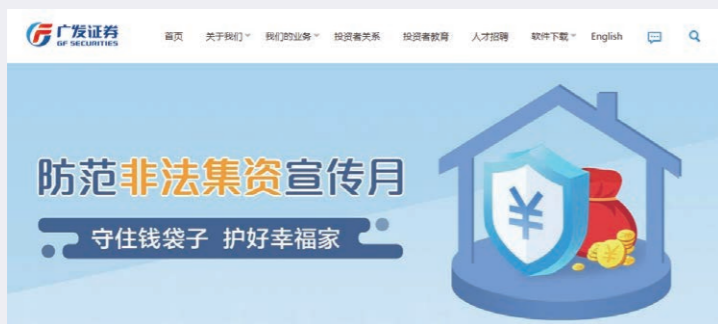 广发证券
GF SECURITIES
首页 关于我们 我们的业务 投资者关系 投资者教育 人才招聘 软件下载 English
防范非法集资宣传月
守住钱袋子 护好幸福家
¥